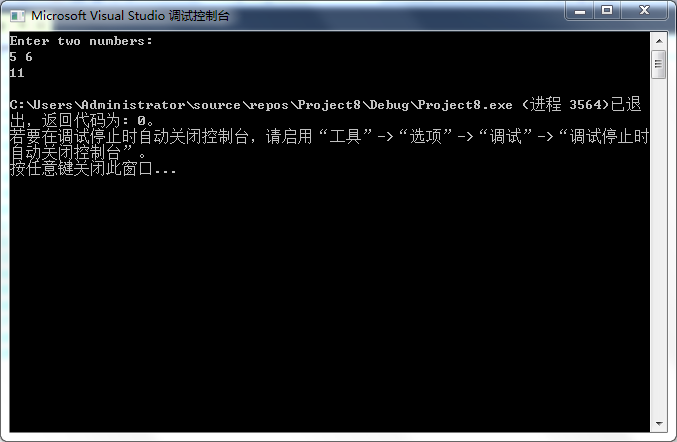 Microsoft Visual Studio 调试控制台
Enter two numbers:
5 6
11
C:\Users\Administrator\source\repos\Project8\Debug\Project8.exe (进程 3564)已退
出，返回代码为: 0。
若要在调试停止时自动关闭控制台，请启用“工具”->“选项”->“调试”->“调试停止时
自动关闭控制台”。
按任意键关闭此窗口...